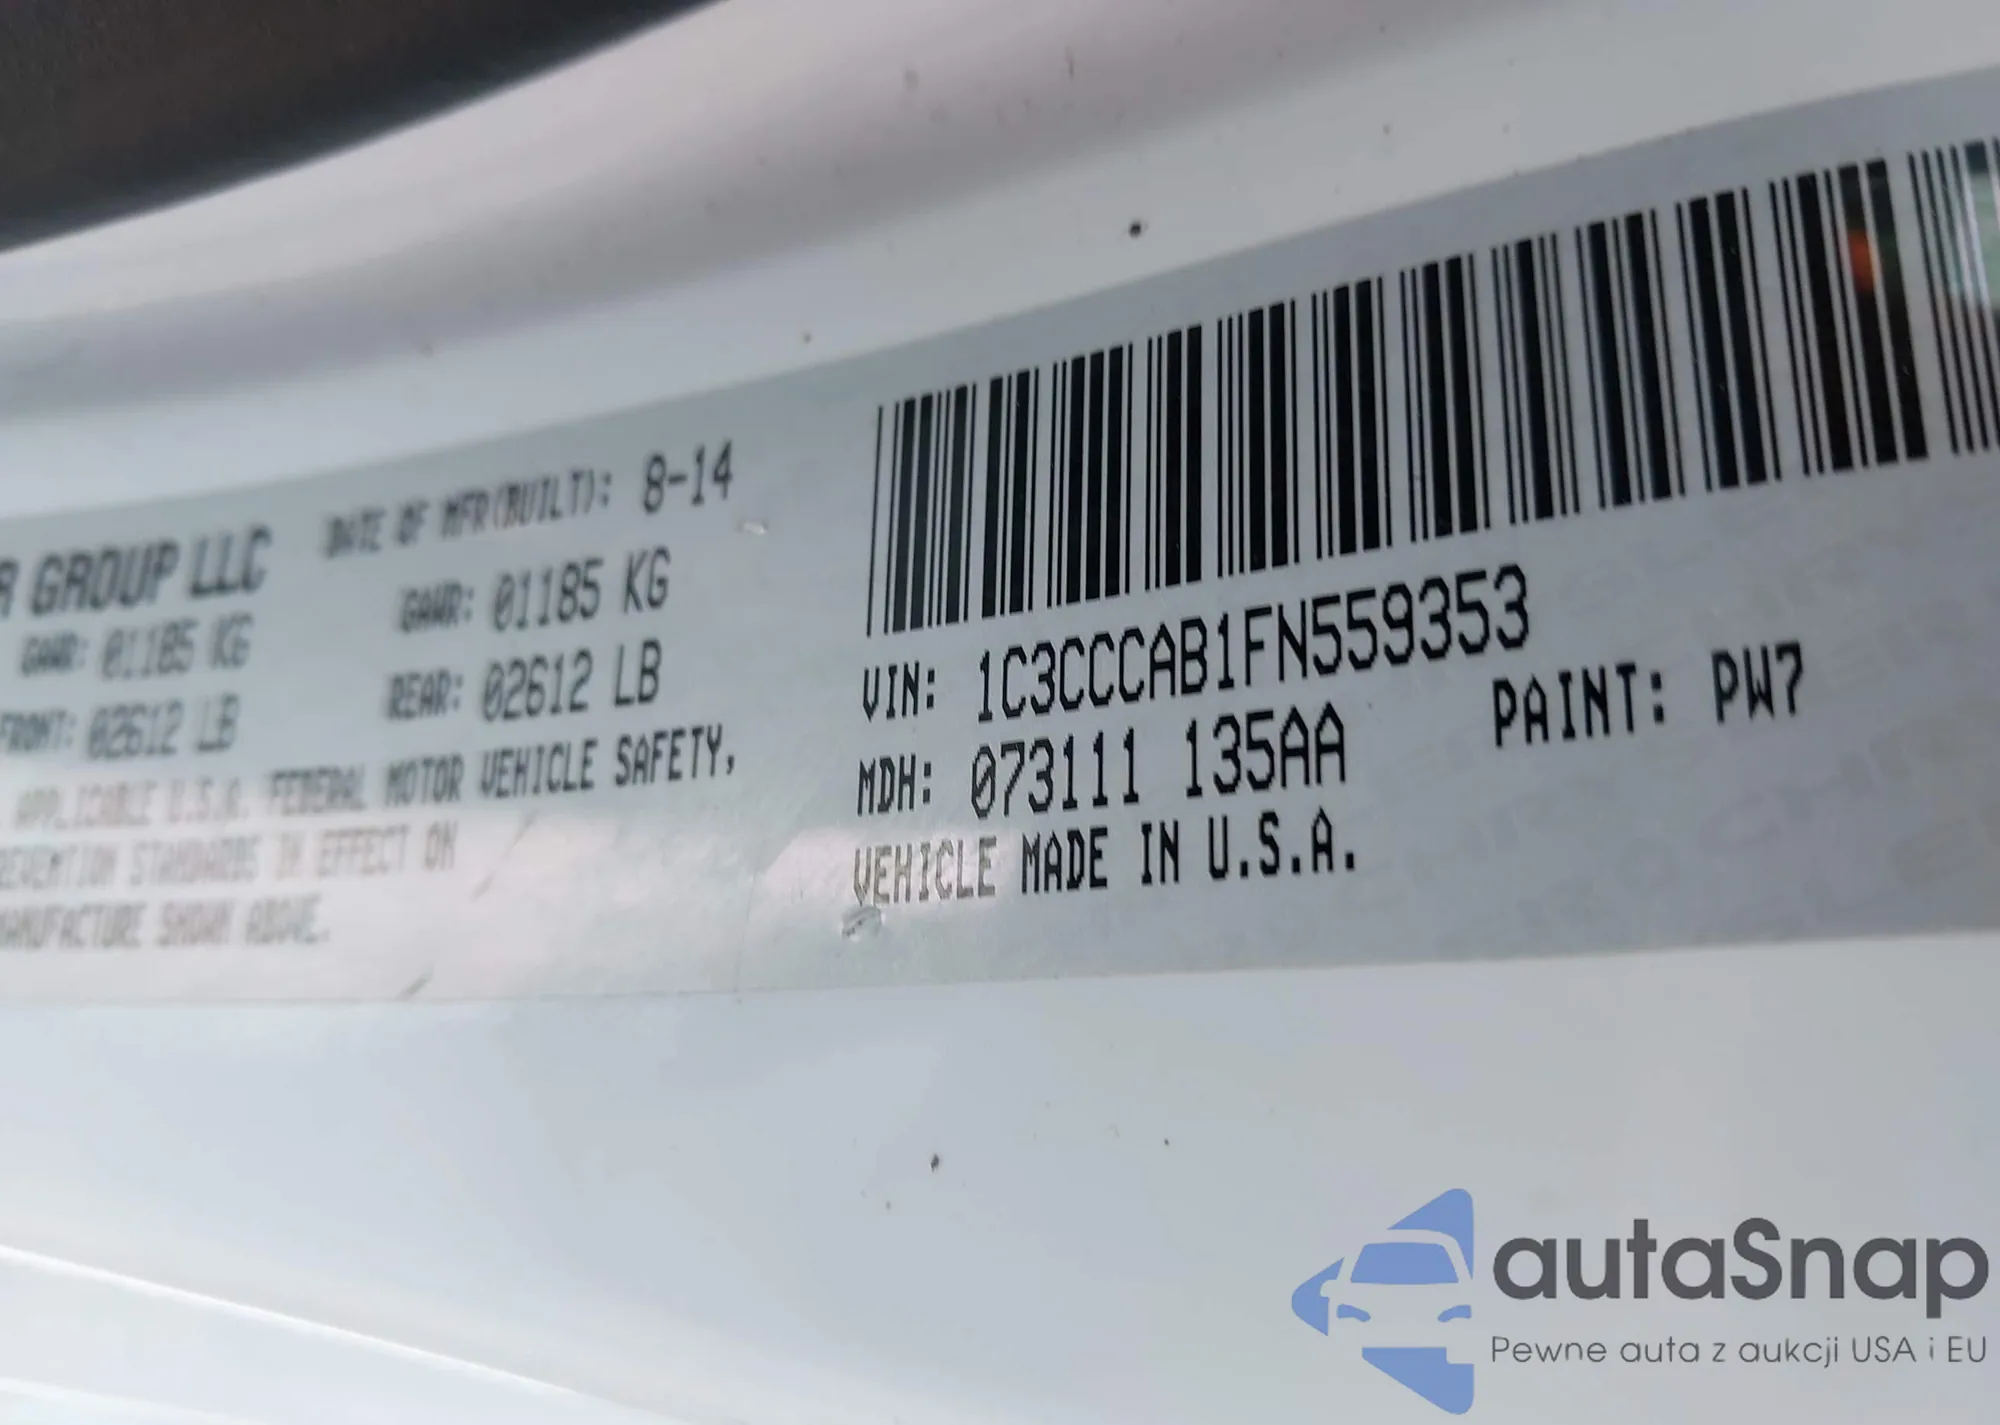 R GROUP LLC
DATE OF MFR(BUILT): 8-14
GAWR: 01185 KG
GAWR: 01185 KG
FRONT: 02612 LB
REAR: 02612 LB
APPLICABLE U.S.A. FEDERAL MOTOR VEHICLE SAFETY,
REVENTION STANDARDS IN EFFECT ON
MANUFACTURE SHOWN ABOVE.
VIN: 1C3CCCAB1FN559353
MDH: 073111 135AA
PAINT: PW7
VEHICLE MADE IN U.S.A.
autaSnap
Pewne auta z aukcji USA i EU